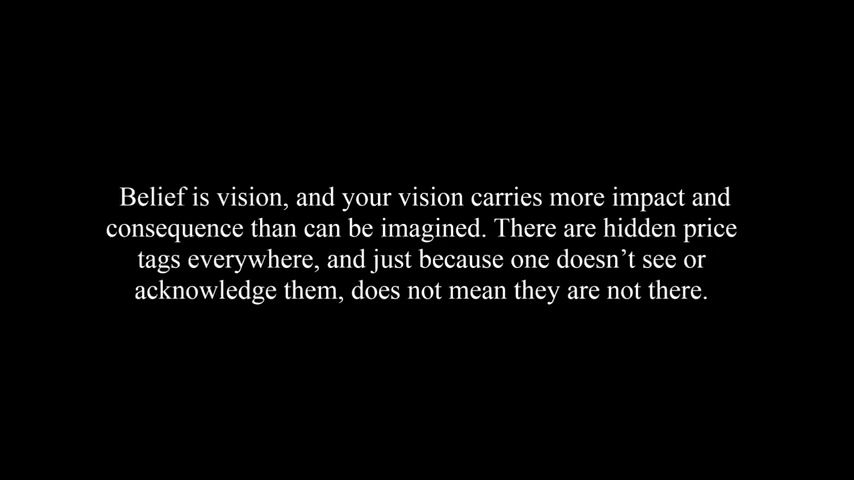 Belief is vision, and your vision carries more impact and
consequence than can be imagined. There are hidden price
tags everywhere, and just because one doesn’t see or
acknowledge them, does not mean they are not there.